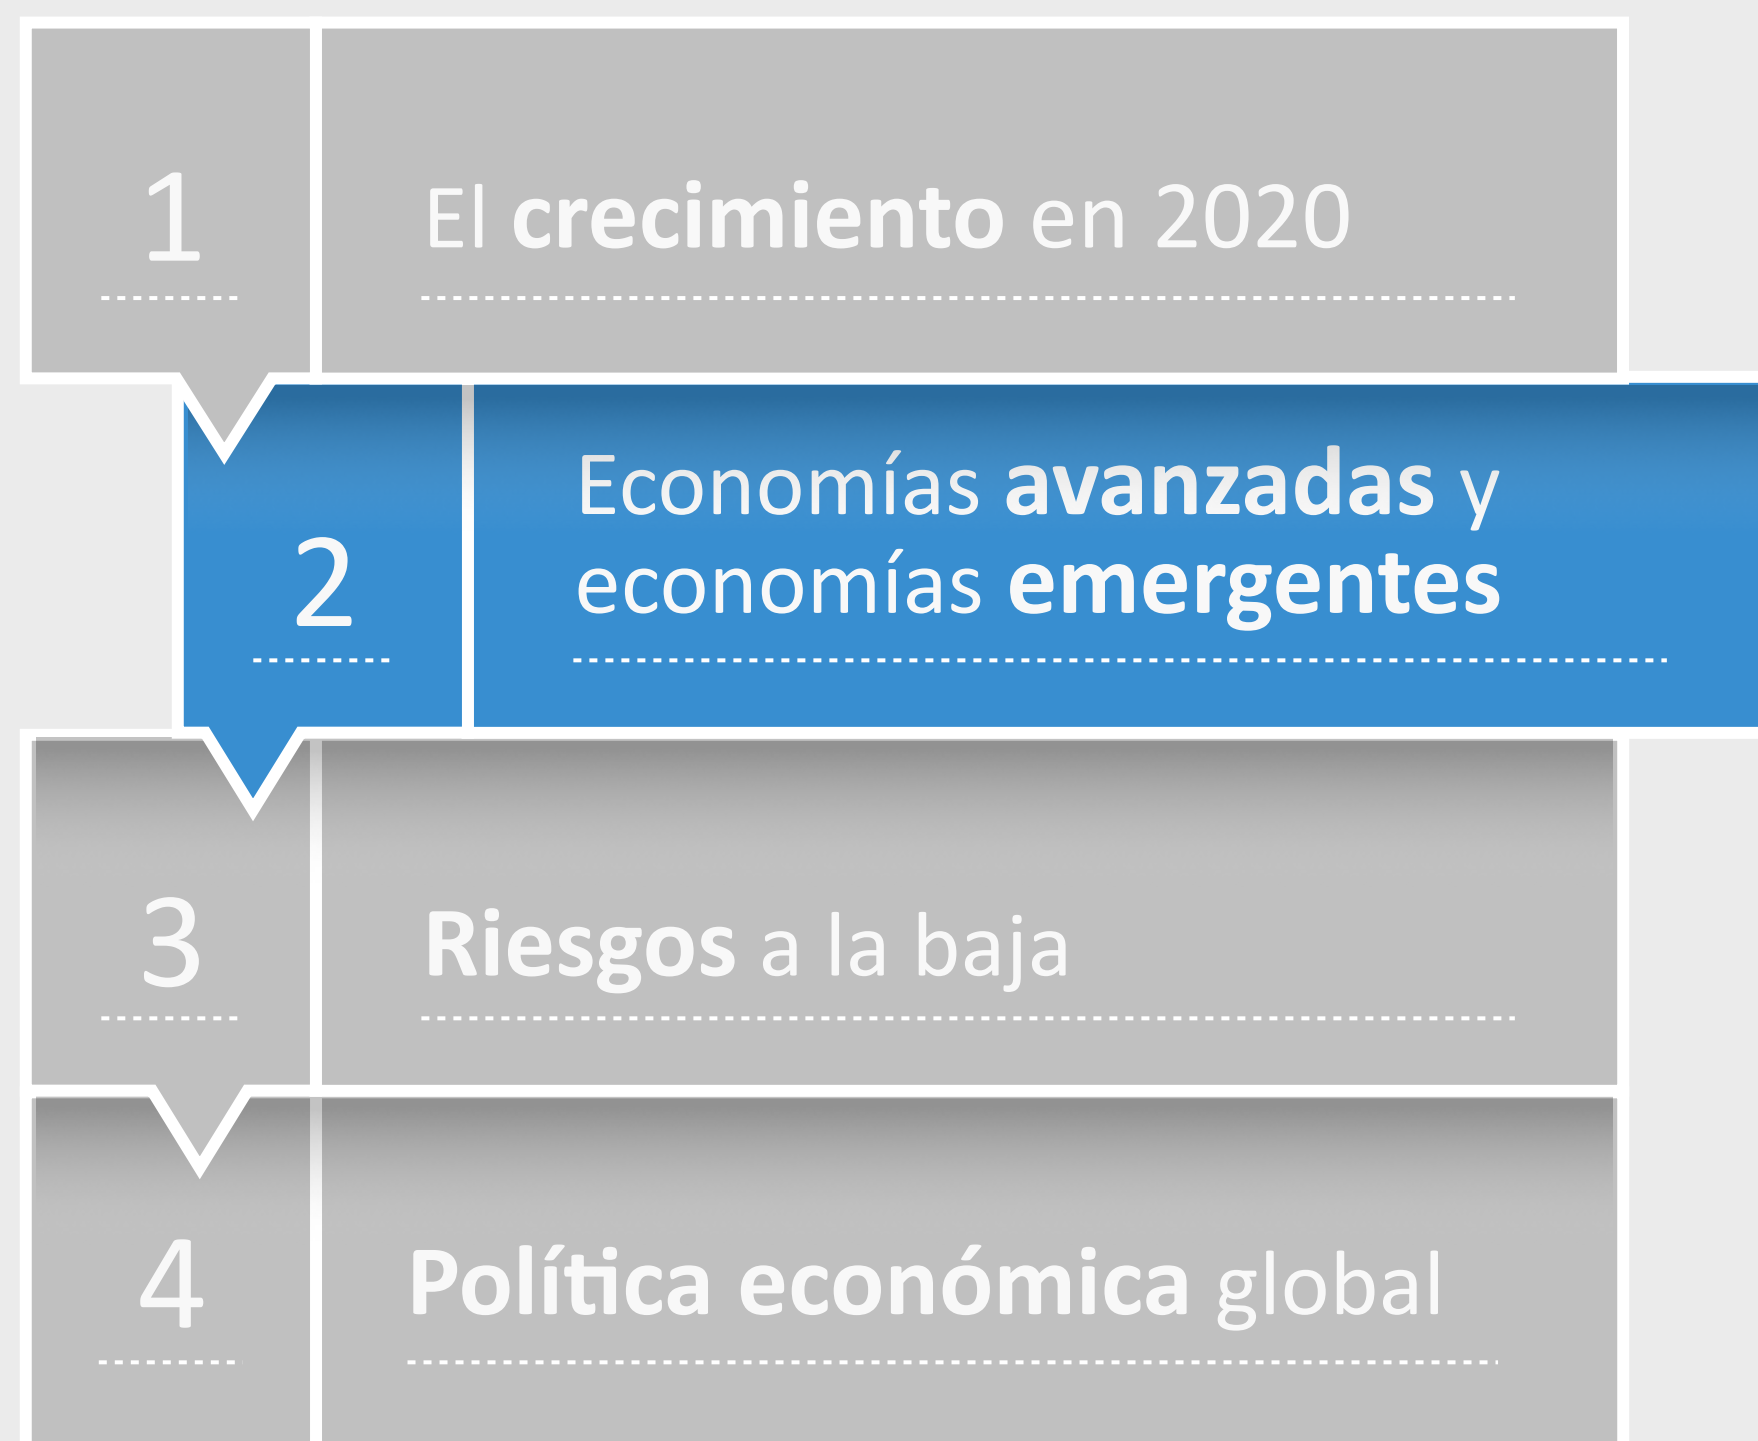 1
El crecimiento en 2020
2
Economías avanzadas y
economías emergentes
3
Riesgos a la baja
4
Política económica global